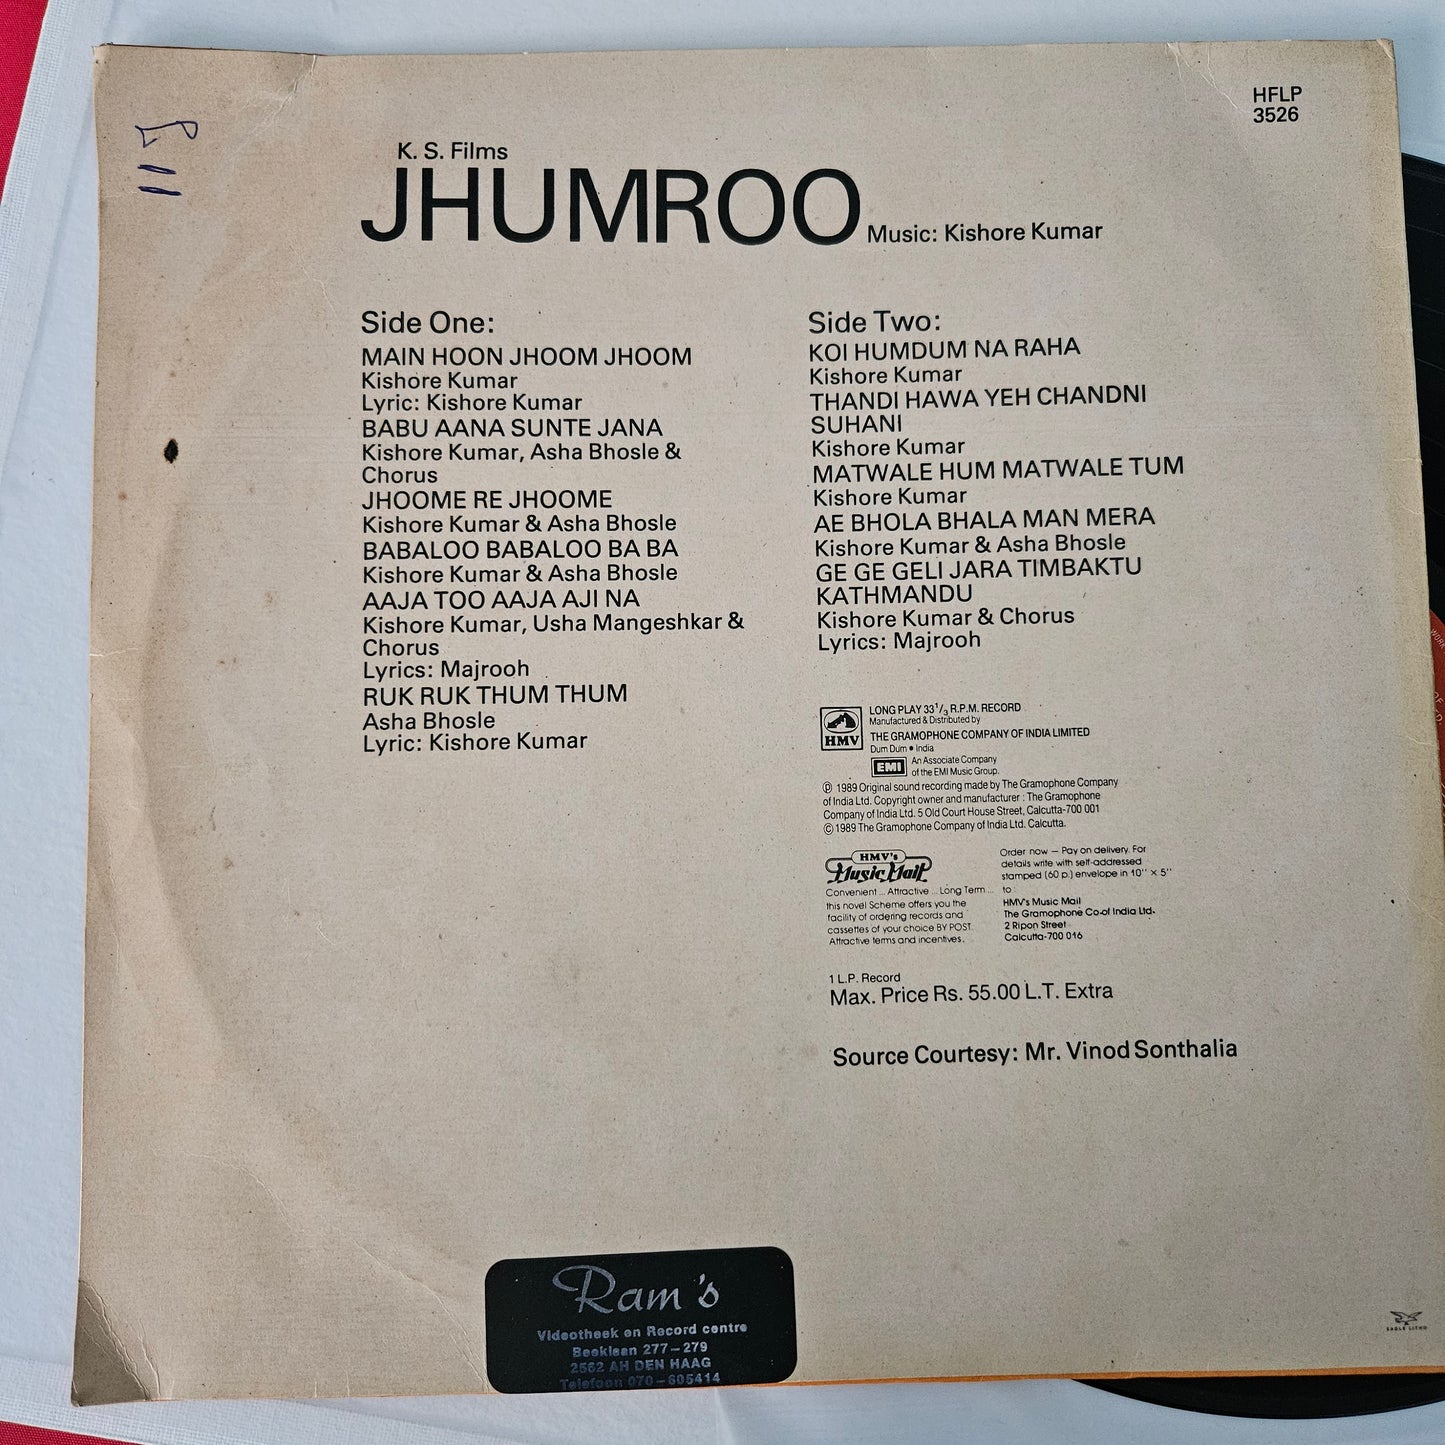 HFLP
3526
K. S. Films
JHUMROO
Music: Kishore Kumar
Side One:
MAIN HOON JHOOM JHOOM
Kishore Kumar
Lyric: Kishore Kumar
BABU AANA SUNTE JANA
Kishore Kumar, Asha Bhosle &
Chorus
JHOOME RE JHOOME
Kishore Kumar & Asha Bhosle
BABALOO BABALOO BA BA
Kishore Kumar & Asha Bhosle
AAJA TOO AAJA AJI NA
Kishore Kumar, Usha Mangeshkar &
Chorus
Lyrics: Majrooh
RUK RUK THUM THUM
Asha Bhosle
Lyric: Kishore Kumar
Side Two:
KOI HUMDUM NA RAHA
Kishore Kumar
THANDI HAWA YEH CHANDNI
SUHANI
Kishore Kumar
MATWALE HUM MATWALE TUM
Kishore Kumar
AE BHOLA BHALA MAN MERA
Kishore Kumar & Asha Bhosle
GE GE GELI JARA TIMBAKTU
KATHMANDU
Kishore Kumar & Chorus
Lyrics: Majrooh
HMV
LONG PLAY 33 1/3 R.P.M. RECORD
Manufactured & Distributed by
THE GRAMOPHONE COMPANY OF INDIA LIMITED
Dum Dum • India
EMI
An Associate Company
of the EMI Music Group.
Ⓟ 1989 Original sound recording made by The Gramophone Company
of India Ltd. Copyright owner and manufacturer : The Gramophone
Company of India Ltd. 5 Old Court House Street, Calcutta-700 001
© 1989 The Gramophone Company of India Ltd. Calcutta.
HMV's
Music Mail
Convenient ... Attractive ... Long Term ...
this novel Scheme offers you the
facility of ordering records and
cassettes of your choice BY POST.
Attractive terms and incentives.
Order now — Pay on delivery. For
details write with self-addressed
stamped (60 p.) envelope in 10'' × 5''
to :
HMV's Music Mail
The Gramophone Co.of India Ltd.
2 Ripon Street
Calcutta-700 016
1 L.P. Record
Max. Price Rs. 55.00 L.T. Extra
Source Courtesy: Mr. Vinod Sonthalia
Ram's
Videotheek en Record centre
Beeklaan 277-279
2562 AH DEN HAAG
Telefoon 070-605414
EAGLE LITHO
WORK
OF